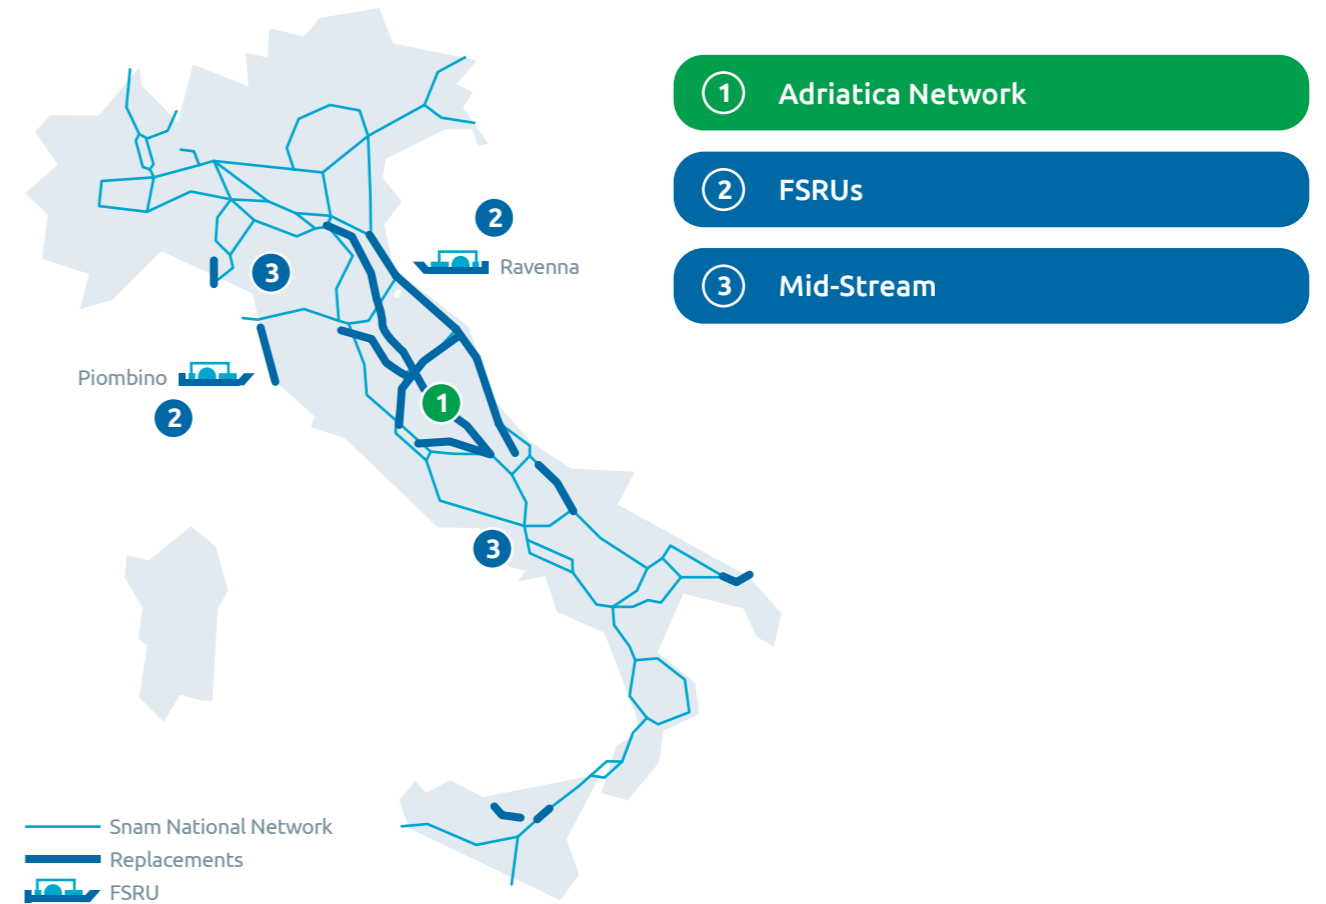 1 Adriatica Network
2 FSRUs
3 Mid-Stream
2
Ravenna
3
Piombino
2
1
3
Snam National Network
Replacements
FSRU